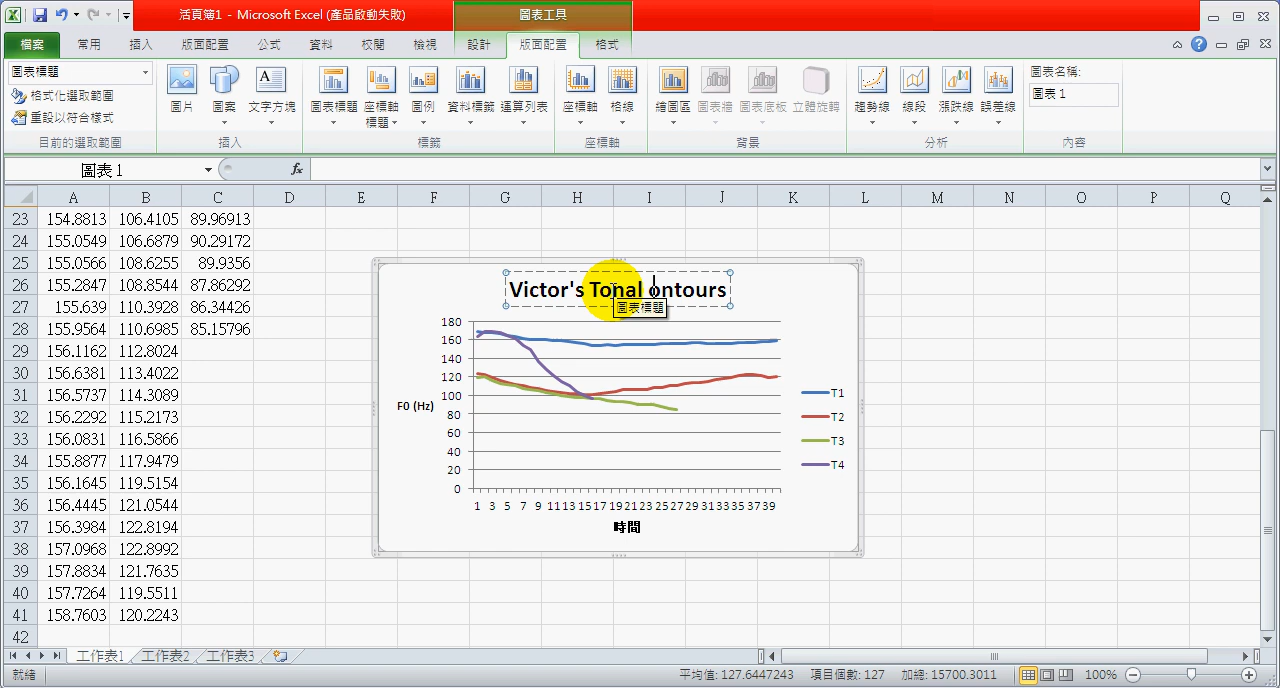 活頁簿1 - Microsoft Excel (產品啟動失敗)
圖表工具
檔案 常用 插入 版面配置 公式 資料 校閱 檢視 設計 版面配置 格式
圖表標題
格式化選取範圍
重設以符合樣式
目前的選取範圍
圖片 圖案 文字方塊
插入
圖表標題 座標軸標題 圖例 資料標籤 運算列表
標籤
座標軸 格線
座標軸
繪圖區 圖表牆 圖表底板 立體旋轉
背景
趨勢線 線段 漲跌線 誤差線
分析
圖表名稱:
圖表 1
內容
圖表 1 fx
A B C D E F G H I J K L M N O P Q
23 154.8813 106.4105 89.96913
24 155.0549 106.6879 90.29172
25 155.0566 108.6255 89.9356
26 155.2847 108.8544 87.86292
27 155.639 110.3928 86.34426
28 155.9564 110.6985 85.15796
29 156.1162 112.8024
30 156.6381 113.4022
31 156.573 114.3089
32 156.2292 115.2173
33 156.0831 116.5866
34 155.8877 117.9479
35 156.1645 119.5154
36 156.4445 121.0544
37 156.3984 122.8194
38 157.0968 122.8992
39 157.8834 121.7635
40 157.7264 119.5511
41 158.7603 120.2243
42
Victor's Tonal ontours
圖表標題
180
160
140
120
100
80
60
40
20
0
F0 (Hz)
1 3 5 7 9 11 13 15 17 19 21 23 25 27 29 31 33 35 37 39
時間
T1
T2
T3
T4
工作表1 工作表2 工作表3
就緒 平均值: 127.6447243 項目個數: 127 加總: 15700.3011 100%